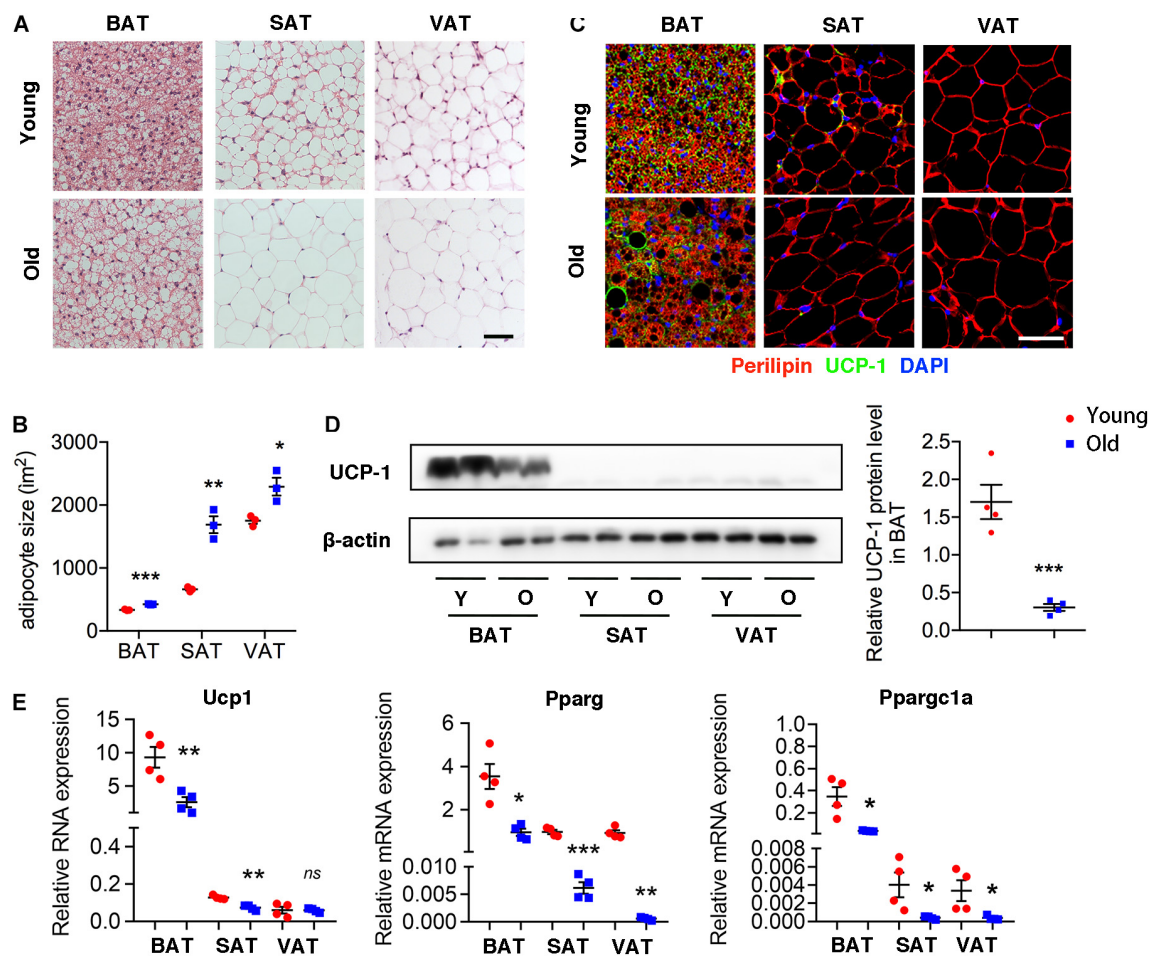 A
BAT SAT VAT
Young
Old
C
BAT SAT VAT
Young
Old
Perilipin UCP-1 DAPI
B
adipocyte size (im²)
3000
2000
1000
0
*** ** *
BAT SAT VAT
D
UCP-1
β-actin
Y O Y O Y O
BAT SAT VAT
Relative UCP-1 protein level
in BAT
2.5
2.0
1.5
1.0
0.5
0.0
***
Young
Old
E
Ucp1
Relative RNA expression
15
10
5
0.4
0.2
0.0
** ** ns
BAT SAT VAT
Pparg
Relative mRNA expression
6
4
2
0.010
0.005
0.000
* *** **
BAT SAT VAT
Ppargc1a
Relative mRNA expression
1.0
0.8
0.6
0.4
0.2
0.008
0.006
0.004
0.002
0.000
* * *
BAT SAT VAT